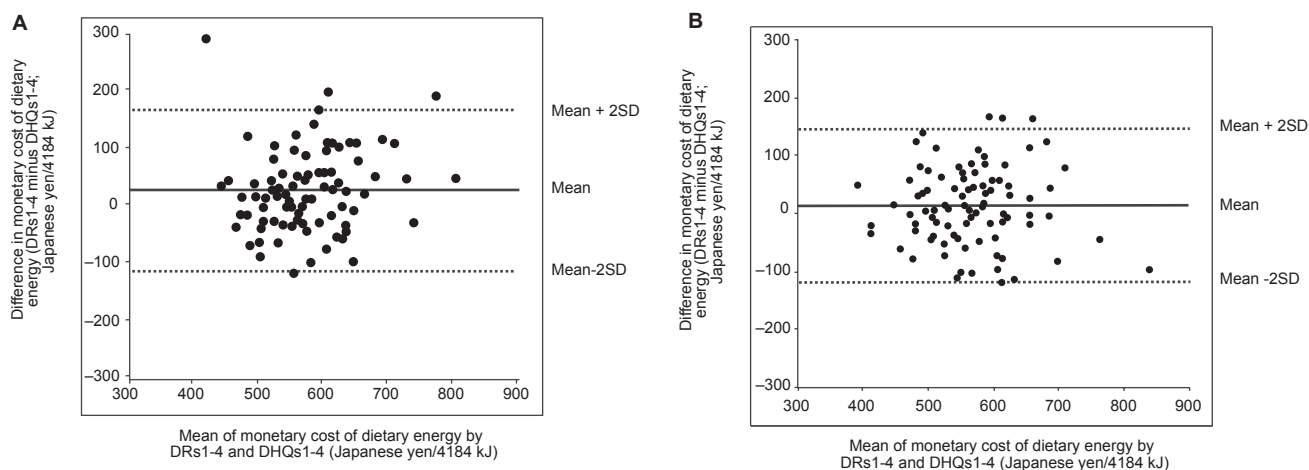 A
300
200
100
0
–100
–200
–300
300
400
500
600
700
800
900
Difference in monetary cost of dietary
energy (DRs1-4 minus DHQs1-4;
Japanese yen/4184 kJ)
Mean + 2SD
Mean
Mean-2SD
Mean of monetary cost of dietary energy by
DRs1-4 and DHQs1-4 (Japanese yen/4184 kJ)
B
300
200
100
0
–100
–200
–300
300
400
500
600
700
800
900
Difference in monetary cost of dietary
energy (DRs1-4 minus DHQs1-4;
Japanese yen/4184 kJ)
Mean + 2SD
Mean
Mean -2SD
Mean of monetary cost of dietary energy by
DRs1-4 and DHQs1-4 (Japanese yen/4184 kJ)